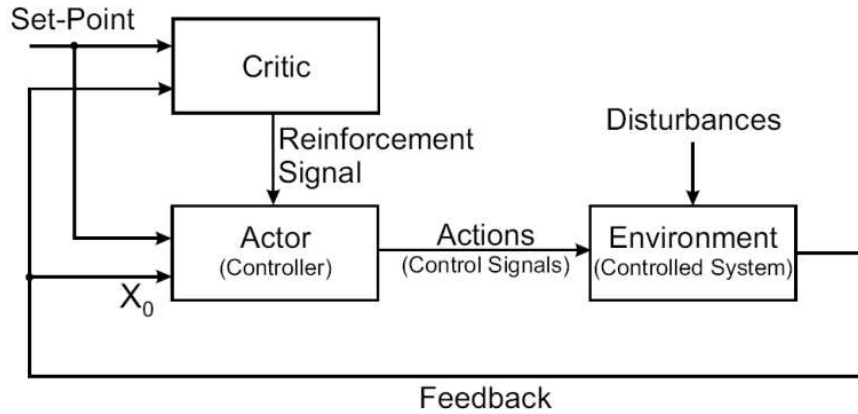 Set-Point
Critic
Reinforcement
Signal
Disturbances
Actor
(Controller)
Actions
(Control Signals)
Environment
(Controlled System)
X₀
Feedback